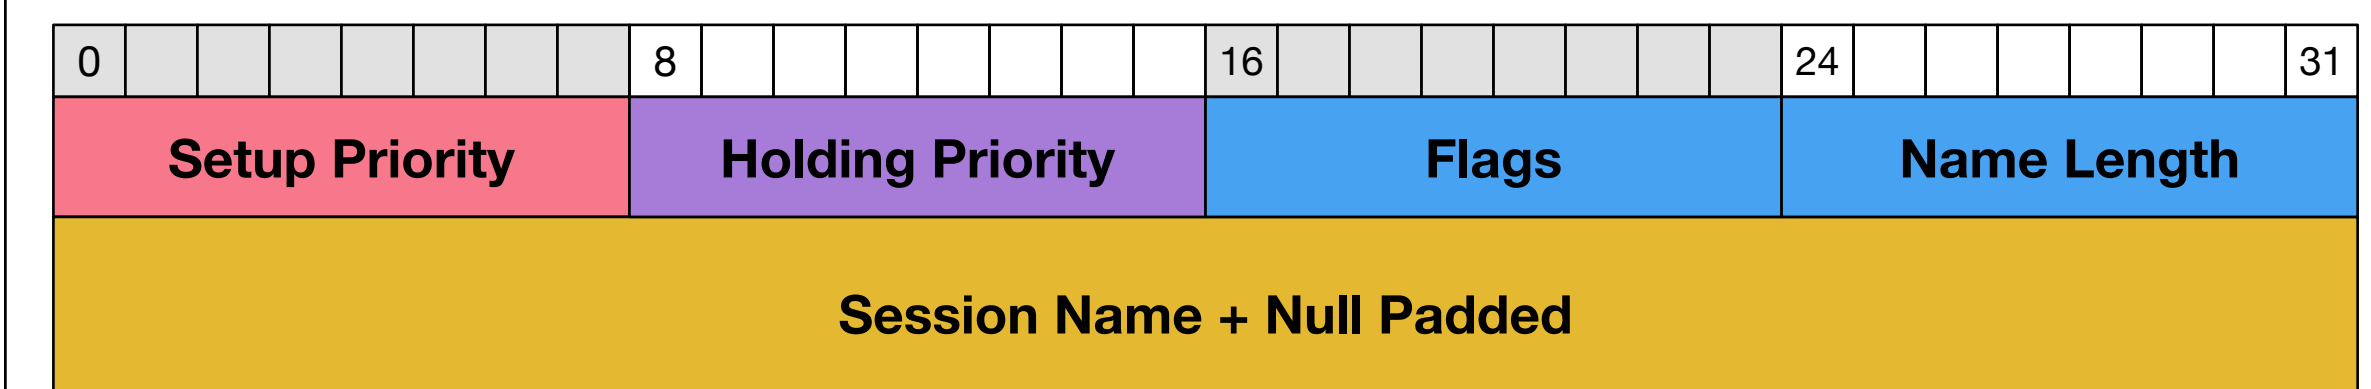 0 8 16 24 31
Setup Priority Holding Priority Flags Name Length
Session Name + Null Padded